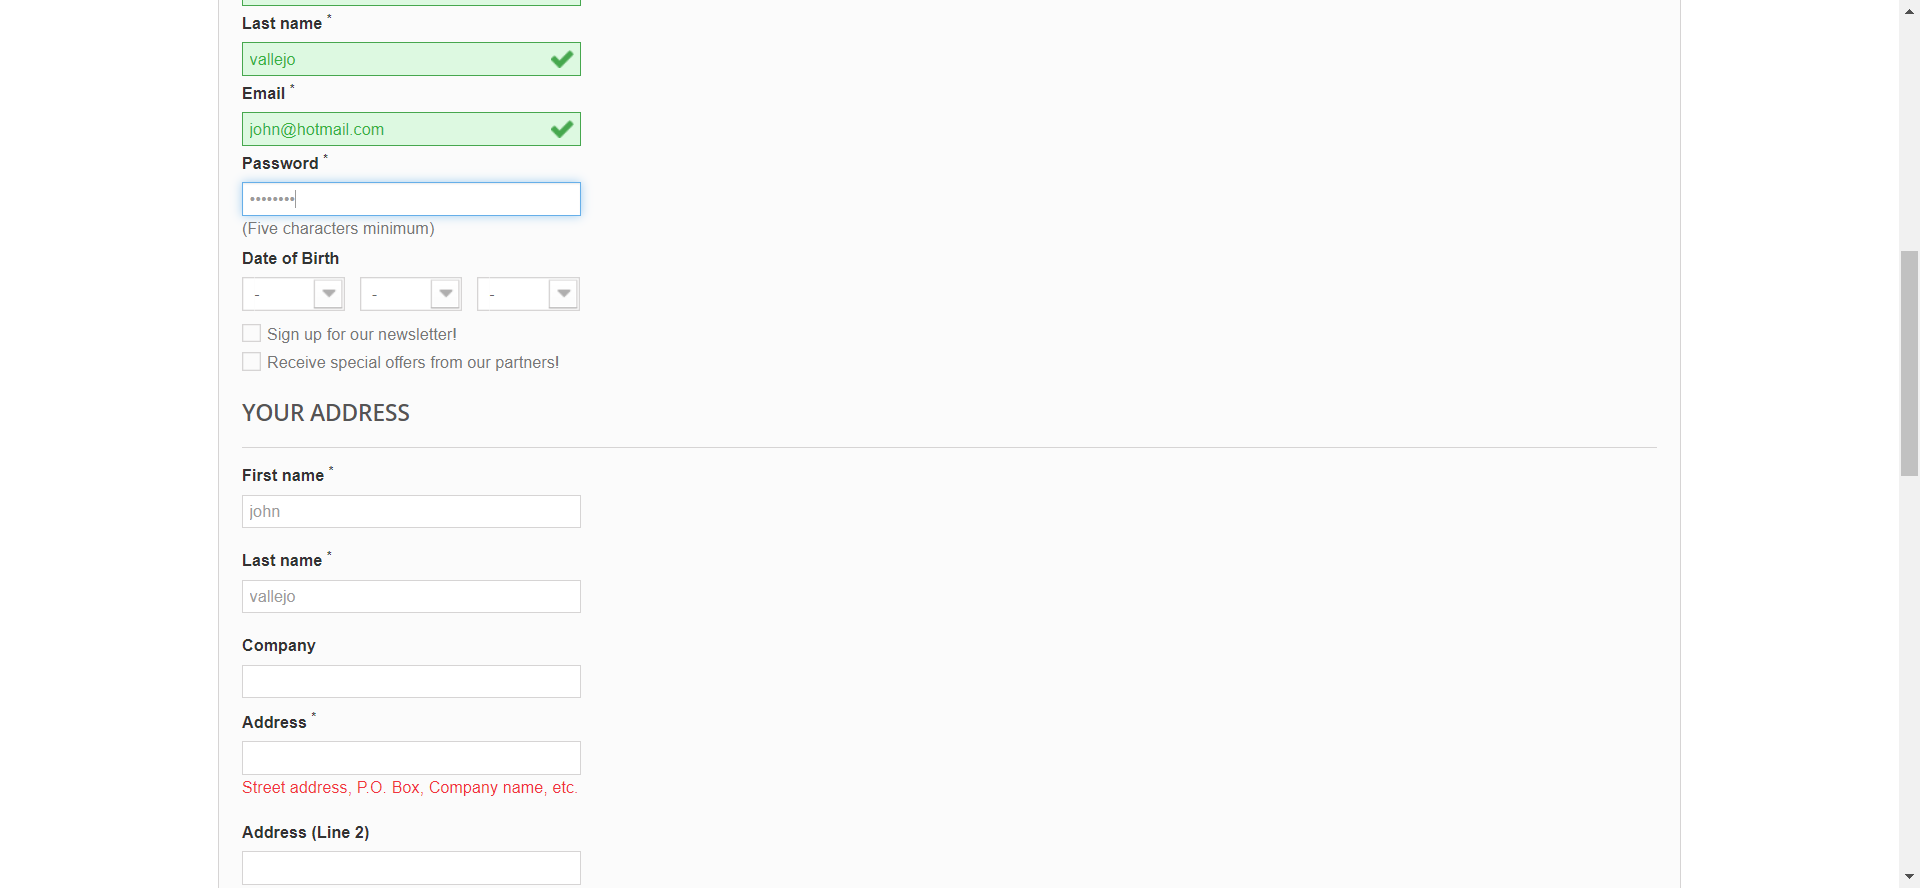 Last name *
vallejo
Email *
john@hotmail.com
Password *
••••••••
(Five characters minimum)
Date of Birth
- - -
Sign up for our newsletter!
Receive special offers from our partners!
YOUR ADDRESS
First name *
john
Last name *
vallejo
Company
Address *
Street address, P.O. Box, Company name, etc.
Address (Line 2)